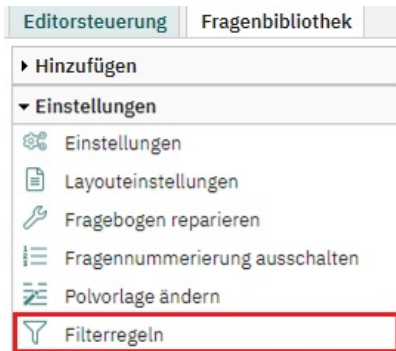 Editorsteuerung Fragenbibliothek
Hinzufügen
Einstellungen
Einstellungen
Layouteinstellungen
Fragebogen reparieren
Fragennummerierung ausschalten
Polvorlage ändern
Filterregeln